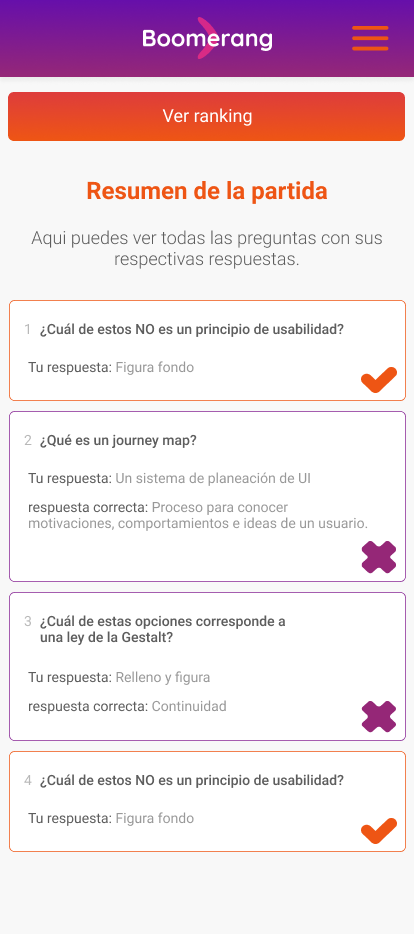 Boomerang
Ver ranking
Resumen de la partida
Aqui puedes ver todas las preguntas con sus
respectivas respuestas.
1 ¿Cuál de estos NO es un principio de usabilidad?
Tu respuesta: Figura fondo
2 ¿Qué es un journey map?
Tu respuesta: Un sistema de planeación de UI
respuesta correcta: Proceso para conocer
motivaciones, comportamientos e ideas de un usuario.
3 ¿Cuál de estas opciones corresponde a
una ley de la Gestalt?
Tu respuesta: Relleno y figura
respuesta correcta: Continuidad
4 ¿Cuál de estos NO es un principio de usabilidad?
Tu respuesta: Figura fondo